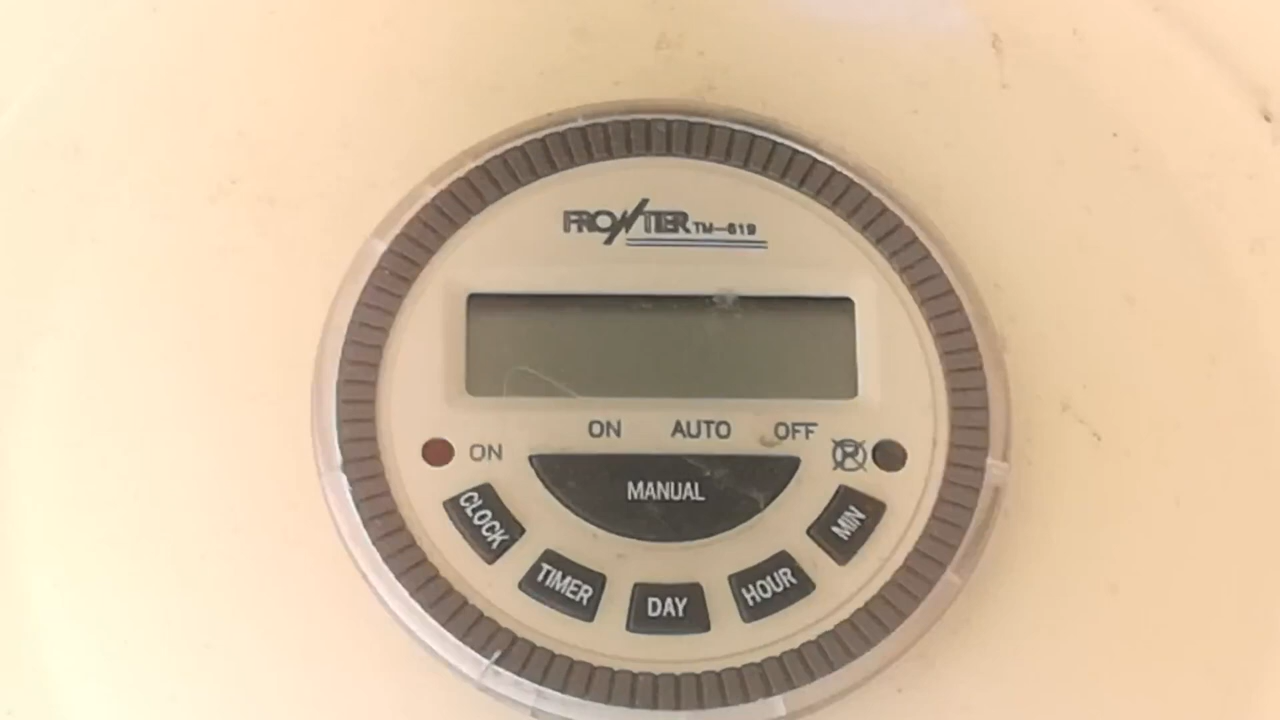 FRONTIER TM-619
ON AUTO OFF
ON
R
MANUAL
CLOCK
TIMER
DAY
HOUR
MIN